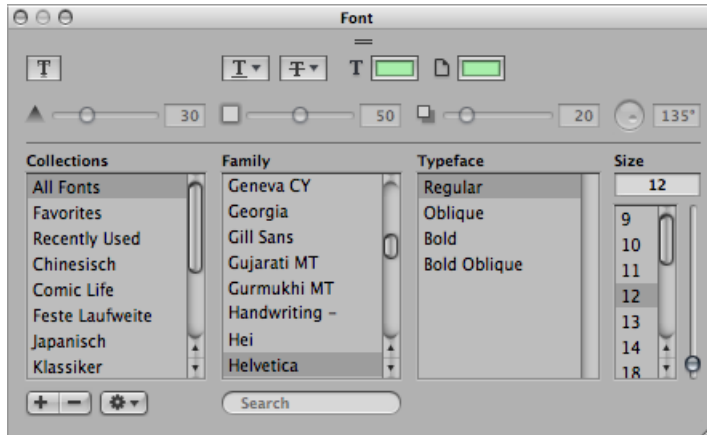 Font
T T T T
30 50 20 135°
Collections Family Typeface Size
12
All Fonts
Favorites
Recently Used
Chinesisch
Comic Life
Feste Laufweite
Japanisch
Klassiker
Geneva CY
Georgia
Gill Sans
Gujarati MT
Gurmukhi MT
Handwriting –
Hei
Helvetica
Regular
Oblique
Bold
Bold Oblique
9
10
11
12
13
14
18
Search